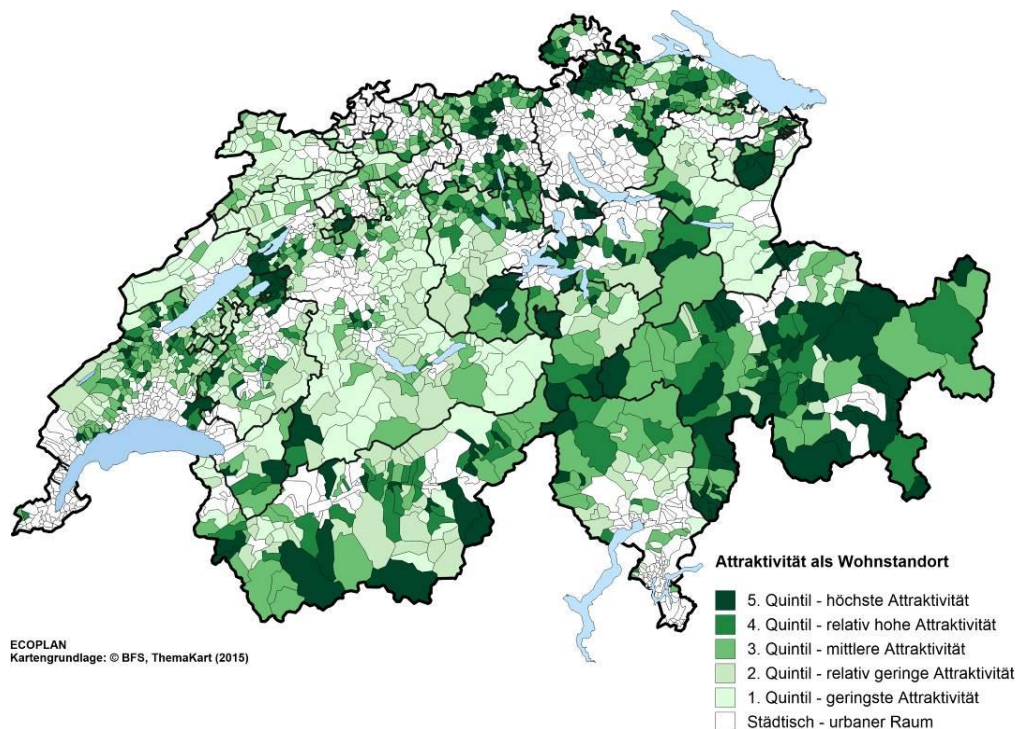 Attraktivität als Wohnstandort
5. Quintil - höchste Attraktivität
4. Quintil - relativ hohe Attraktivität
3. Quintil - mittlere Attraktivität
2. Quintil - relativ geringe Attraktivität
1. Quintil - geringste Attraktivität
Städtisch - urbaner Raum
ECOPLAN
Kartengrundlage: © BFS, ThemaKart (2015)